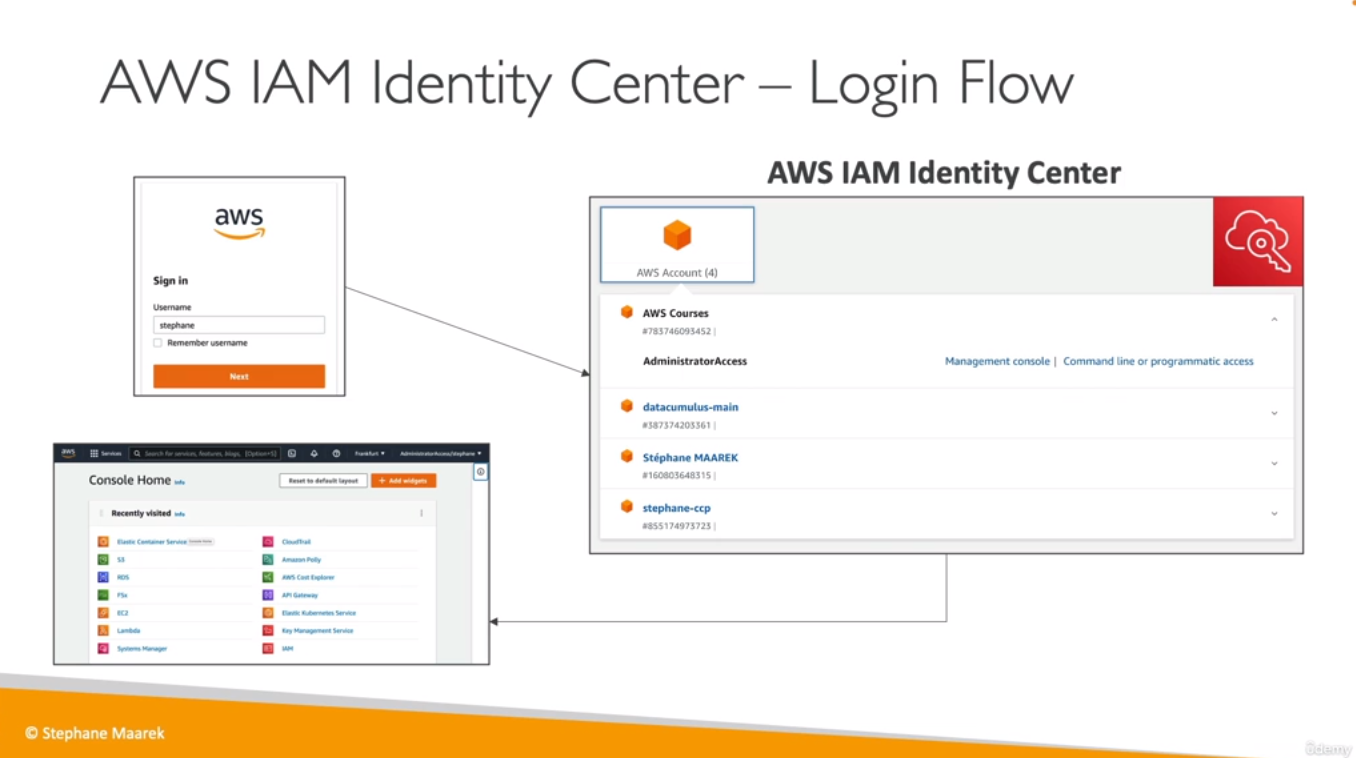 AWS IAM Identity Center – Login Flow
AWS IAM Identity Center
aws
Sign in
Username
stephane
Remember username
Next
AWS Account (4)
AWS Courses
#783746093452 |
AdministratorAccess
Management console | Command line or programmatic access
datacumulus-main
#387374203361 |
Stéphane MAAREK
#160803648315 |
stephane-ccp
#855174973723 |
aws Services Search for services, features, blogs, [Option+S] Frankfurt AdministratorAccess/stephane
Console Home Info
Reset to default layout
+ Add widgets
Recently visited Info
Elastic Container Service
CloudTrail
S3
Amazon Polly
RDS
AWS Cost Explorer
FSx
API Gateway
EC2
Elastic Kubernetes Service
Lambda
Key Management Service
Systems Manager
IAM
© Stephane Maarek
udemy